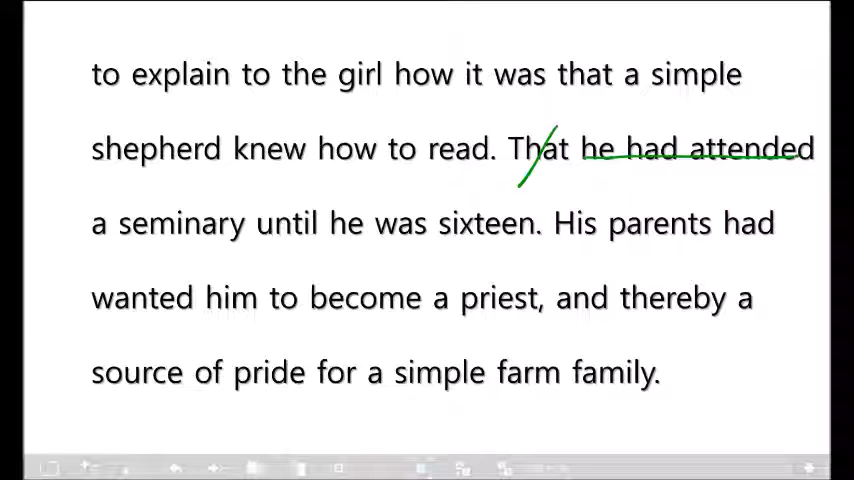 to explain to the girl how it was that a simple
shepherd knew how to read. That he had attended
a seminary until he was sixteen. His parents had
wanted him to become a priest, and thereby a
source of pride for a simple farm family.